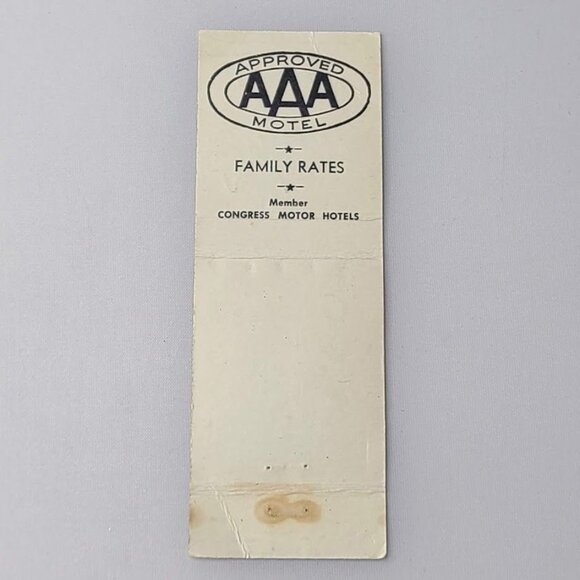 APPROVED
AAA
MOTEL
FAMILY RATES
Member
CONGRESS MOTOR HOTELS